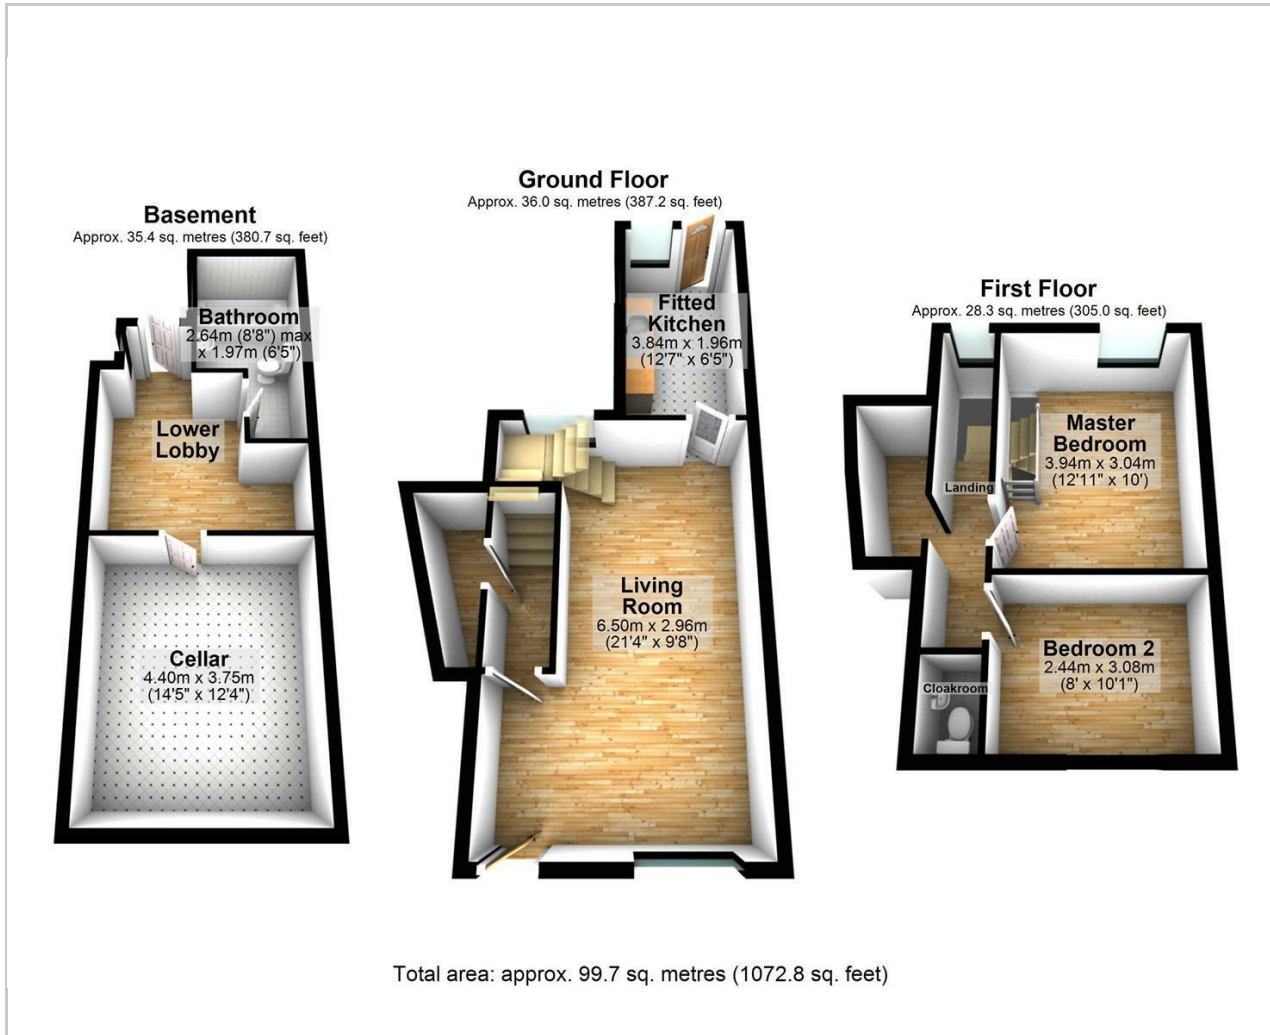 Basement
Approx. 35.4 sq. metres (380.7 sq. feet)
Bathroom
2.64m (8'8") max
x 1.97m (6'5")
Lower
Lobby
Cellar
4.40m x 3.75m
(14'5" x 12'4")
Ground Floor
Approx. 36.0 sq. metres (387.2 sq. feet)
Fitted
Kitchen
3.84m x 1.96m
(12'7" x 6'5")
Living
Room
6.50m x 2.96m
(21'4" x 9'8")
First Floor
Approx. 28.3 sq. metres (305.0 sq. feet)
Master
Bedroom
3.94m x 3.04m
(12'11" x 10')
Landing
Bedroom 2
2.44m x 3.08m
(8' x 10'1")
Cloakroom
Total area: approx. 99.7 sq. metres (1072.8 sq. feet)